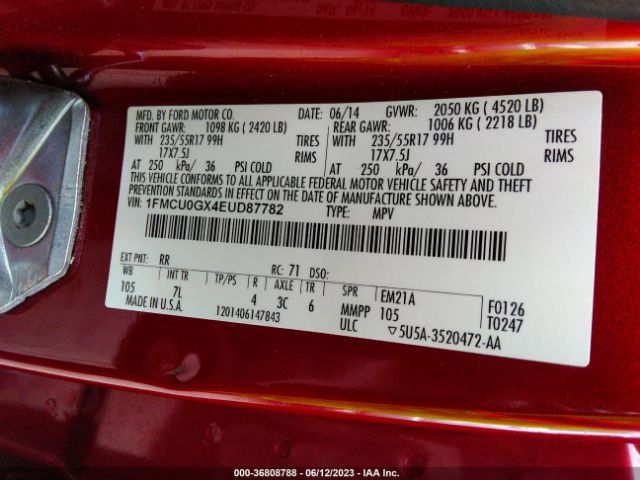 MFD. BY FORD MOTOR CO. DATE: 06/14 GVWR: 2050 KG ( 4520 LB)
FRONT GAWR: 1098 KG ( 2420 LB) REAR GAWR: 1006 KG ( 2218 LB)
WITH 235/55R17 99H TIRES WITH 235/55R17 99H TIRES
17X7.5J RIMS 17X7.5J RIMS
AT 250 kPa/ 36 PSI COLD AT 250 kPa/ 36 PSI COLD
THIS VEHICLE CONFORMS TO ALL APPLICABLE FEDERAL MOTOR VEHICLE SAFETY AND THEFT
PREVENTION STANDARDS IN EFFECT ON THE DATE OF MANUFACTURE SHOWN ABOVE.
VIN: 1FMCU0GX4EUD87782 TYPE: MPV
EXT PNT: RR RC: 71 DSO:
WB INT TR TP/PS R AXLE TR SPR EM21A F0126
105 7L 4 3C 6 MMPP 105 T0247
MADE IN U.S.A. 1201406147843 ULC 5U5A-3520472-AA
000-36808788 - 06/12/2023 - IAA Inc.